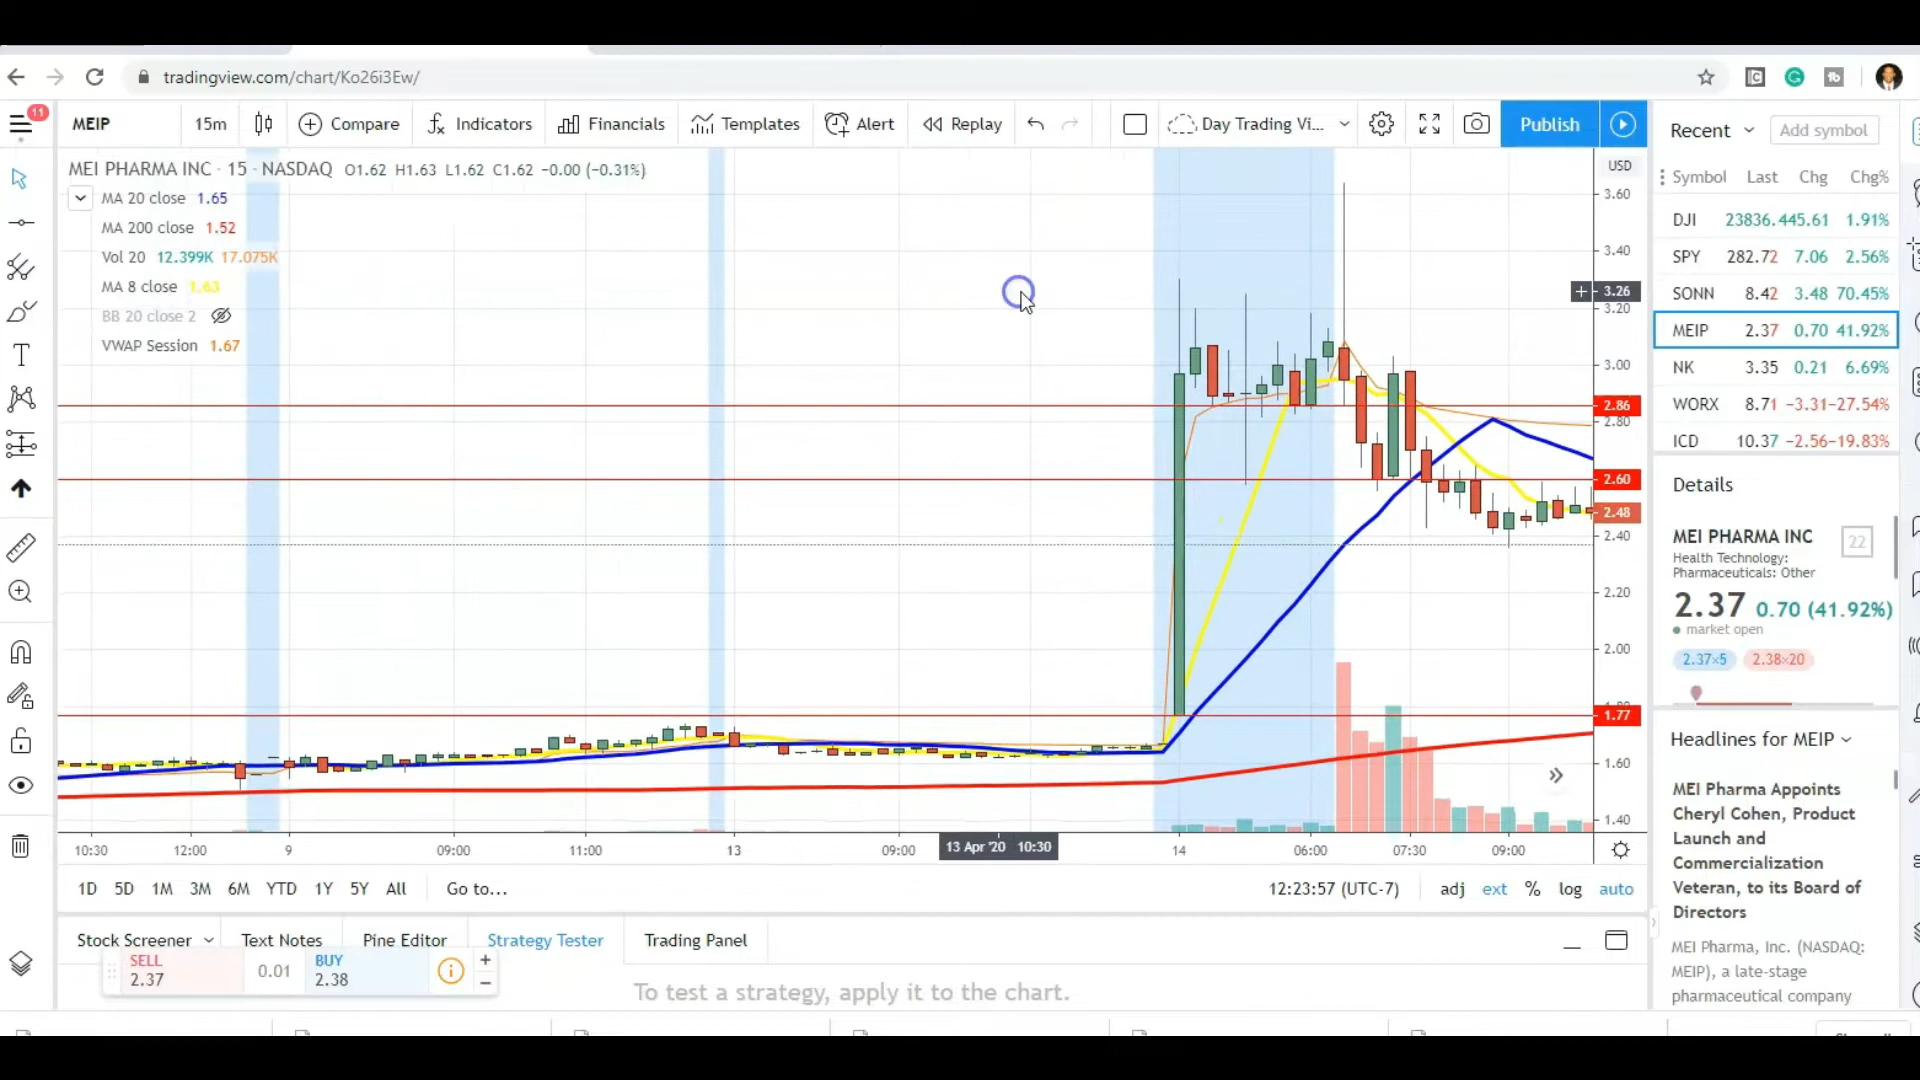 tradingview.com/chart/Ko26i3Ew/
11
MEIP
15m
Compare
Indicators
Financials
Templates
Alert
Replay
Day Trading Vi...
Publish
Recent
Add symbol
MEI PHARMA INC · 15 · NASDAQ O1.62 H1.63 L1.62 C1.62 −0.00 (−0.31%)
MA 20 close 1.65
MA 200 close 1.52
Vol 20 12.399K 17.075K
MA 8 close 1.63
BB 20 close 2
VWAP Session 1.67
USD
3.60
3.40
3.26
3.20
3.00
2.86
2.80
2.60
2.48
2.40
2.20
2.00
1.77
1.60
1.40
10:30 12:00 9 09:00 11:00 13 09:00 13 Apr '20 10:30 14 06:00 07:30 09:00
1D 5D 1M 3M 6M YTD 1Y 5Y All Go to...
12:23:57 (UTC-7) adj ext % log auto
Stock Screener Text Notes Pine Editor Strategy Tester Trading Panel
SELL
2.37
0.01
BUY
2.38
To test a strategy, apply it to the chart.
Symbol Last Chg Chg%
DJI 23836. 445.61 1.91%
SPY 282.72 7.06 2.56%
SONN 8.42 3.48 70.45%
MEIP 2.37 0.70 41.92%
NK 3.35 0.21 6.69%
WORX 8.71 −3.31 −27.54%
ICD 10.37 −2.56 −19.83%
Details
MEI PHARMA INC
22
Health Technology:
Pharmaceuticals: Other
2.37 0.70 (41.92%)
market open
2.37×5 2.38×20
Headlines for MEIP
MEI Pharma Appoints
Cheryl Cohen, Product
Launch and
Commercialization
Veteran, to its Board of
Directors
MEI Pharma, Inc. (NASDAQ:
MEIP), a late-stage
pharmaceutical company